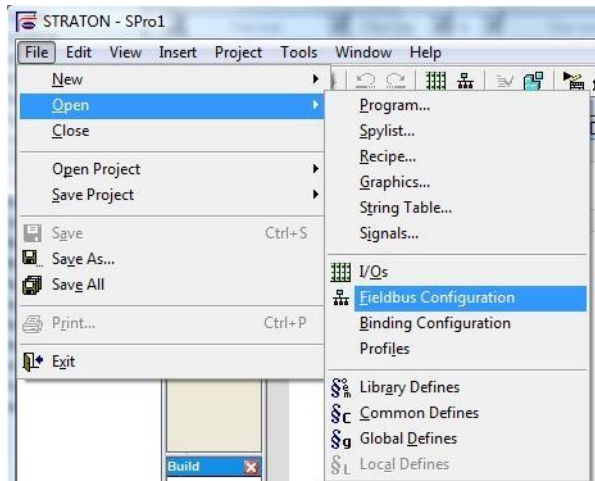 STRATON - SPro1
File Edit View Insert Project Tools Window Help
New
Open
Close
Open Project
Save Project
Save Ctrl+S
Save As...
Save All
Print... Ctrl+P
Exit
Program...
Spylist...
Recipe...
Graphics...
String Table...
Signals...
I/Os
Fieldbus Configuration
Binding Configuration
Profiles
Library Defines
Common Defines
Global Defines
Local Defines
Build